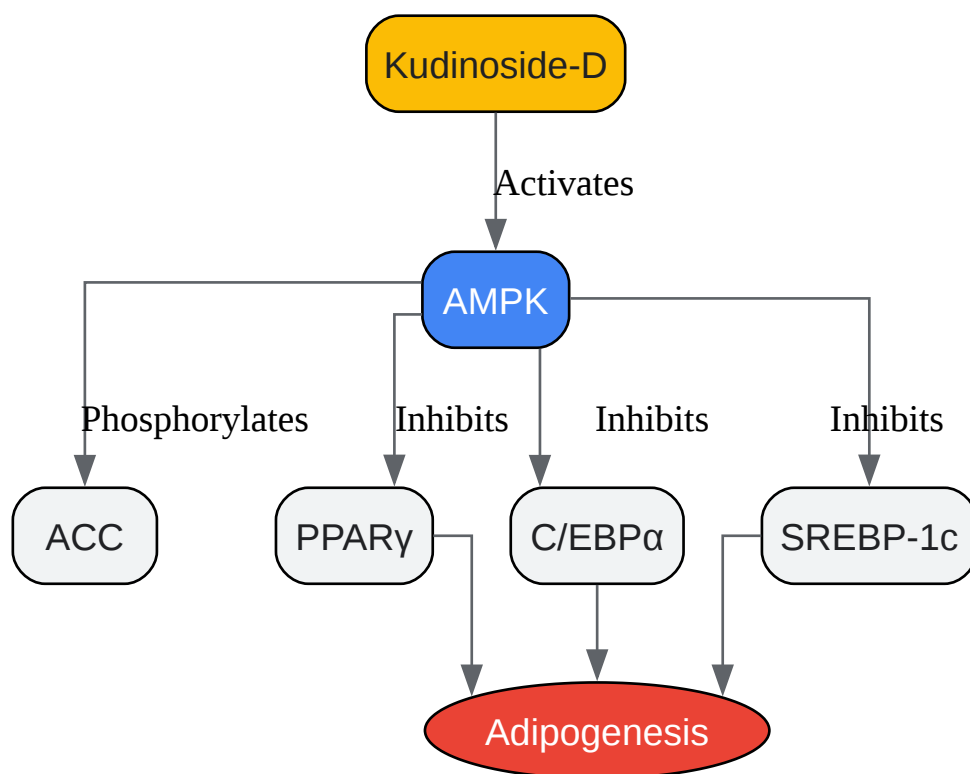 Kudinoside-D
Activates
AMPK
Phosphorylates
Inhibits
Inhibits
Inhibits
ACC
PPARγ
C/EBPα
SREBP-1c
Adipogenesis